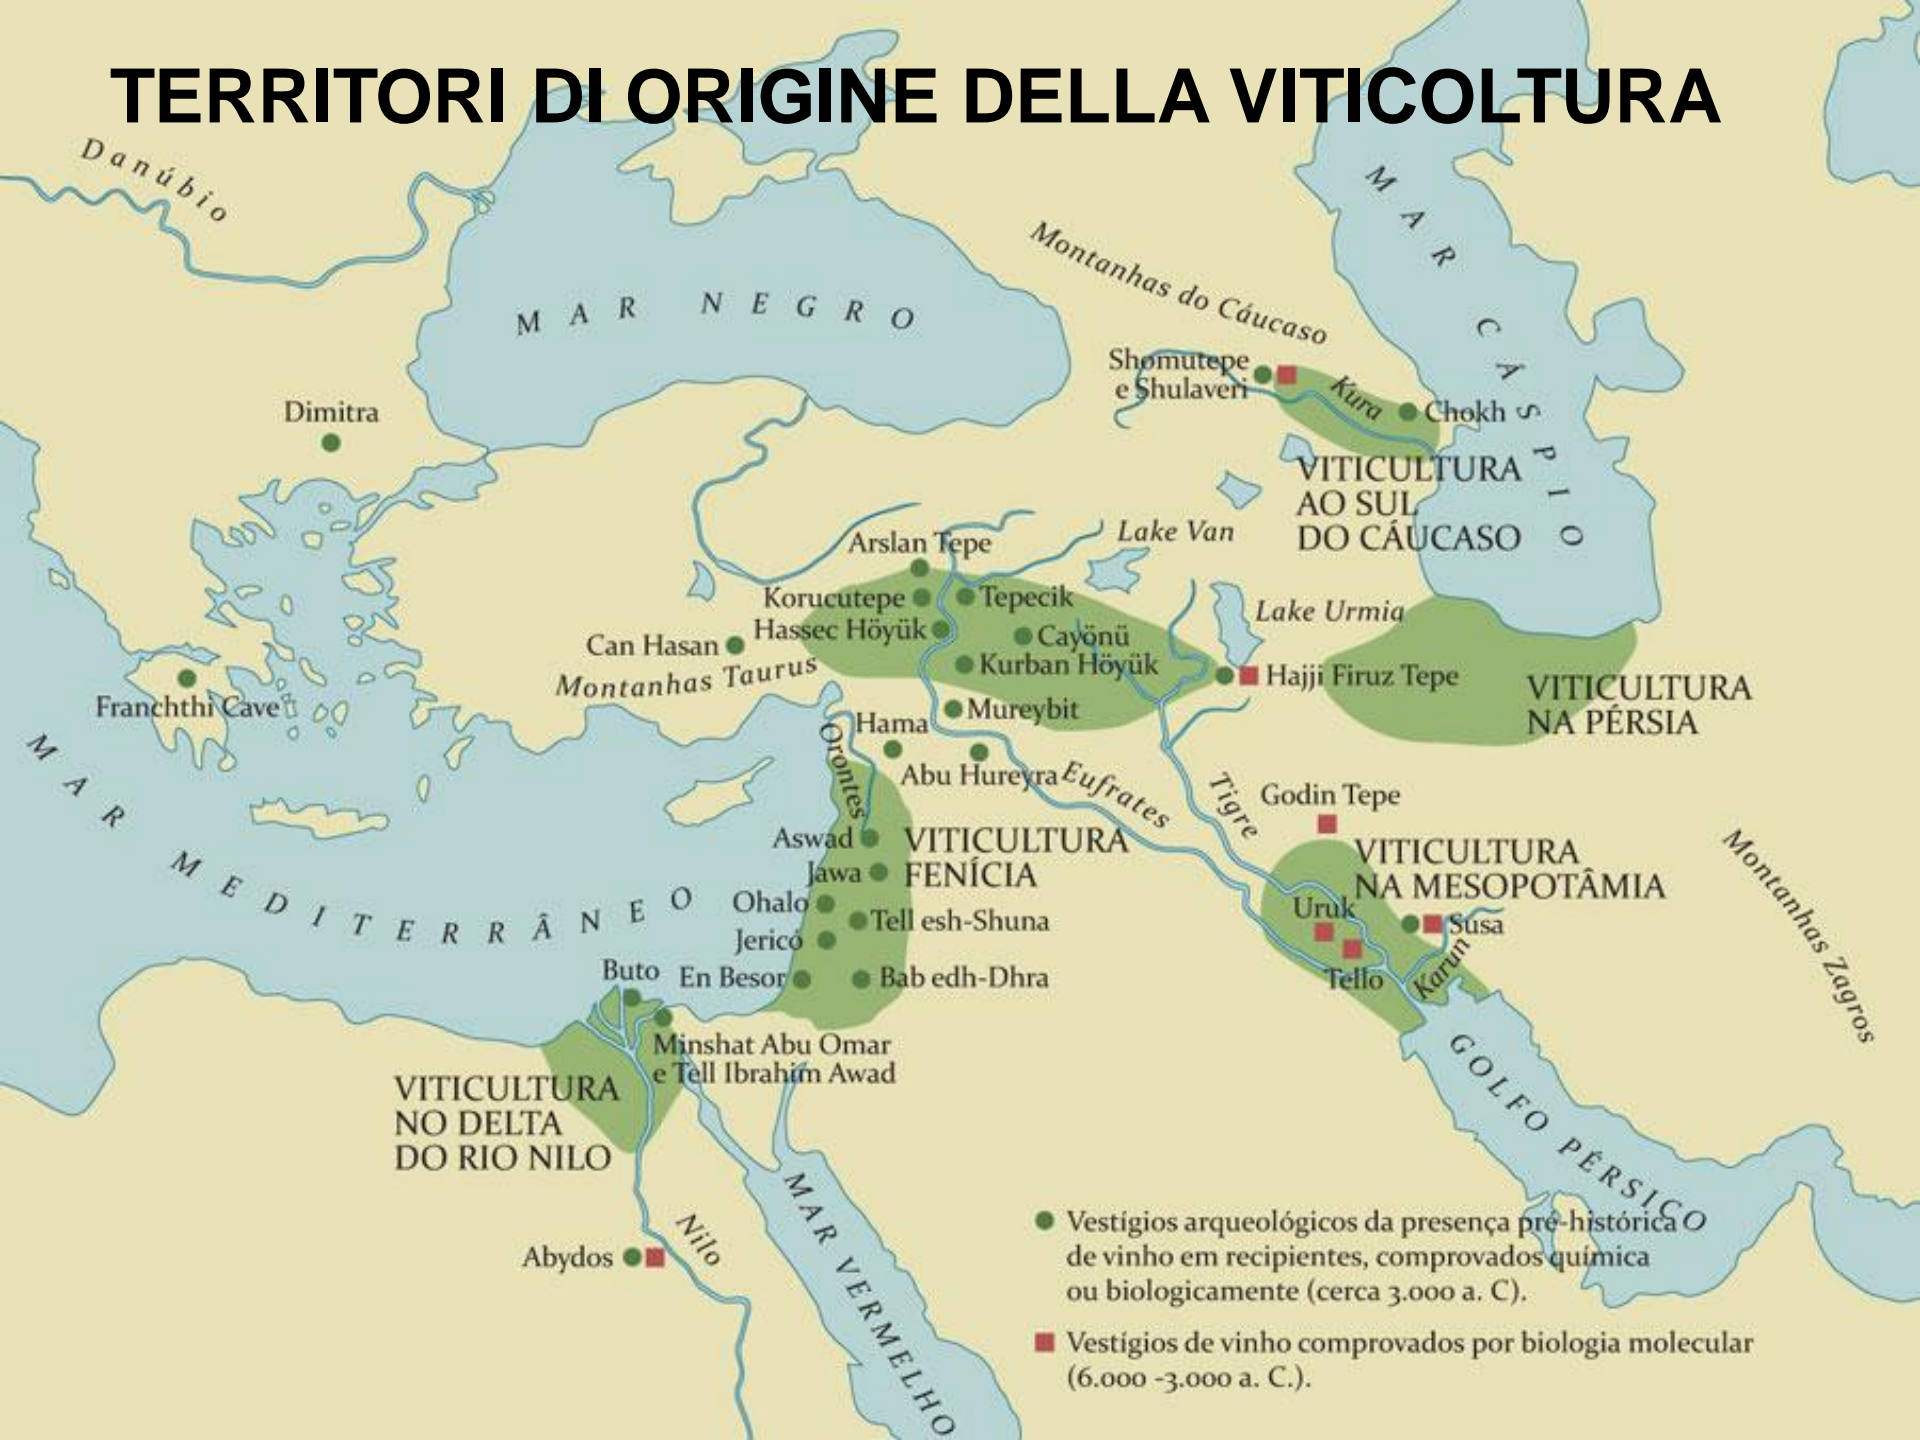 TERRITORI DI ORIGINE DELLA VITICOLTURA
Danúbio
MAR CÁSPIO
Montanhas do Cáucaso
MAR NEGRO
Shomutepe
e Shulaveri
Kura
Chokh
Dimitra
VITICULTURA
AO SUL
DO CÁUCASO
Lake Van
Arslan Tepe
Korucutepe
Tepecik
Lake Urmia
Hassec Höyük
Cayönü
Can Hasan
Kurban Höyük
Montanhas Taurus
Hajji Firuz Tepe
VITICULTURA
NA PÉRSIA
Franchthi Cave
Mureybit
Hama
Orontes
Abu Hureyra
Eufrates
Tigre
Godin Tepe
MAR MEDITERRÂNEO
Aswad
VITICULTURA
FENÍCIA
Jawa
VITICULTURA
NA MESOPOTÂMIA
Montanhas Zagros
Ohalo
Tell esh-Shuna
Uruk
Susa
Jericó
Buto
En Besor
Bab edh-Dhra
Tello
Karun
Minshat Abu Omar
e Tell Ibrahim Awad
GOLFO PÉRSICO
VITICULTURA
NO DELTA
DO RIO NILO
MAR VERMELHO
Nilo
Abydos
Vestígios arqueológicos da presença pré-histórica
de vinho em recipientes, comprovados química
ou biologicamente (cerca 3.000 a. C).
Vestígios de vinho comprovados por biologia molecular
(6.000 -3.000 a. C.).